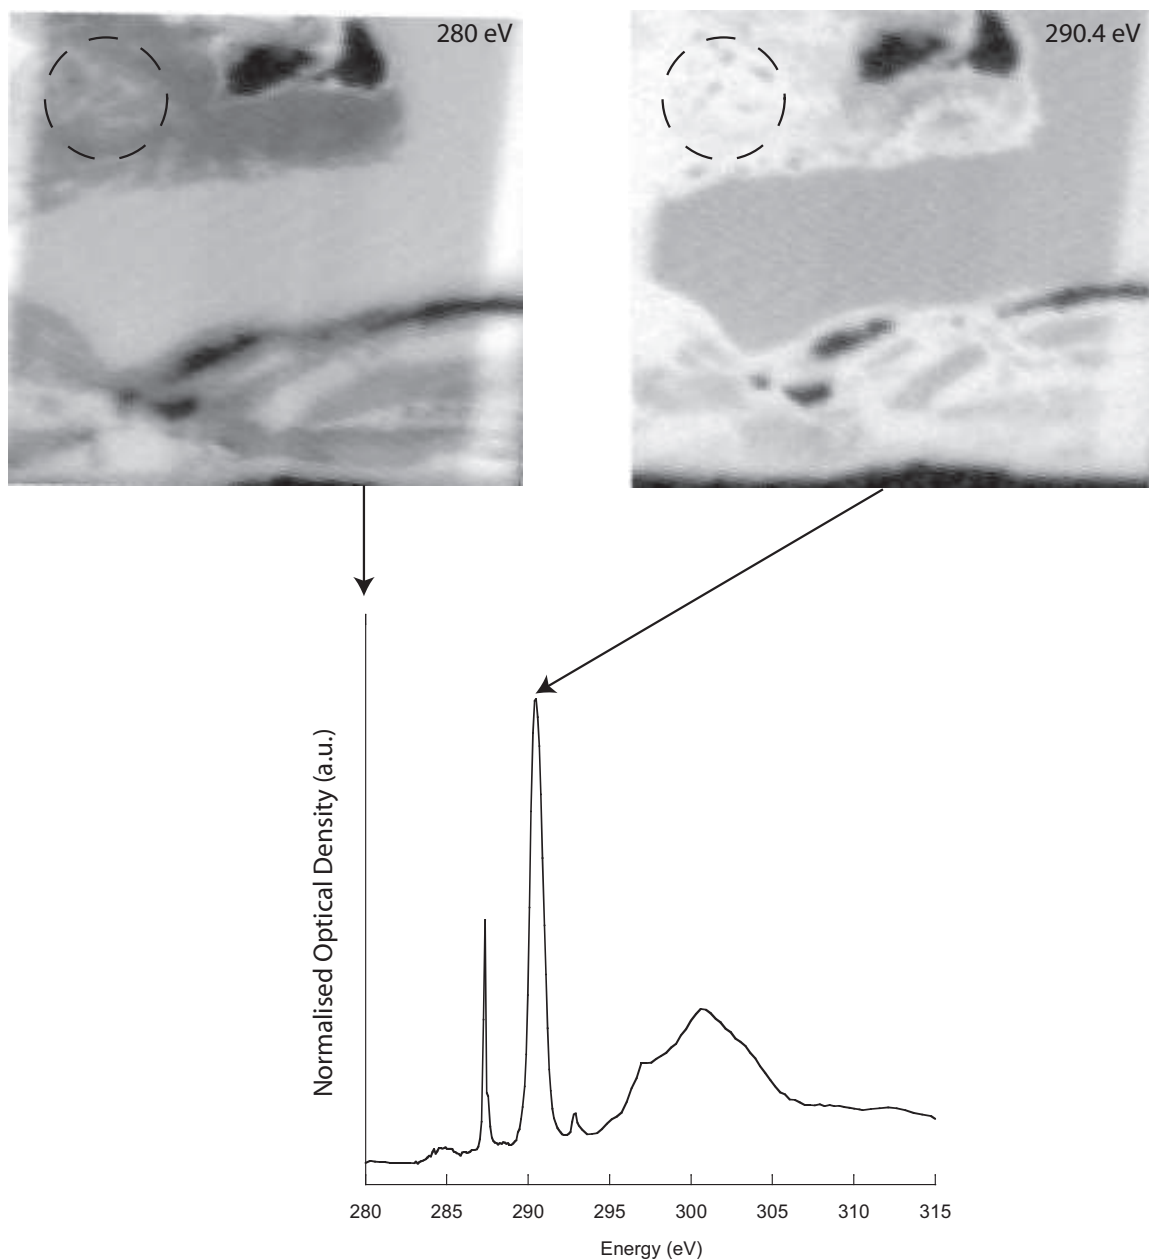 280 eV
290.4 eV
Normalised Optical Density (a.u.)
280 285 290 295 300 305 310 315
Energy (eV)